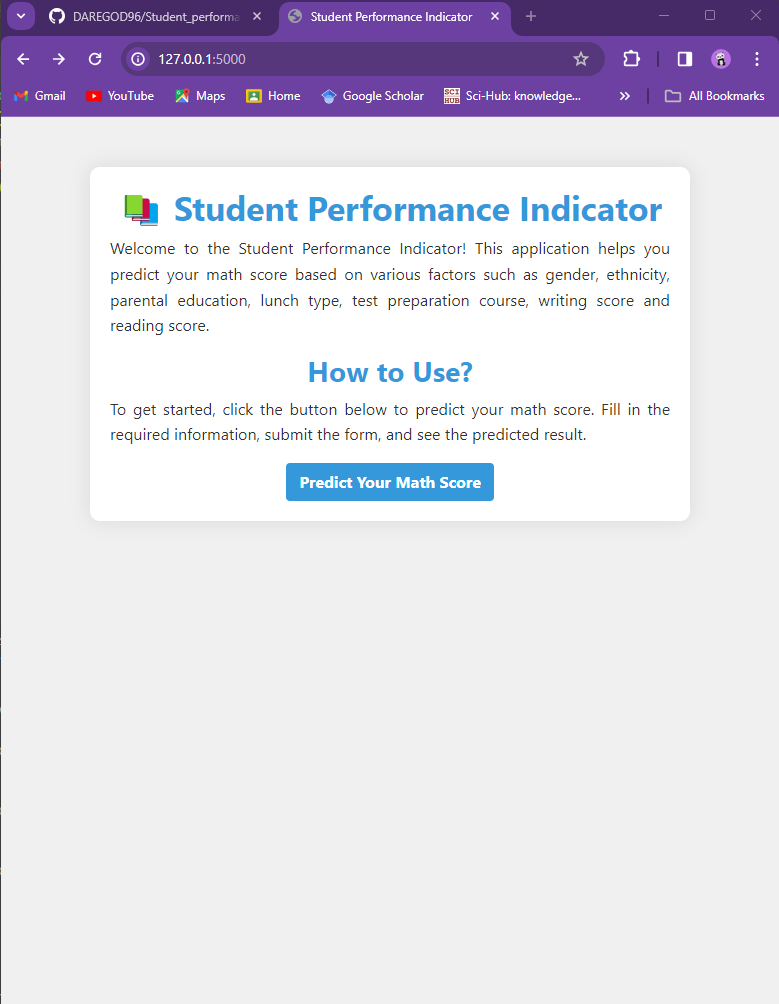 DAREGOD96/Student_performa
Student Performance Indicator
127.0.0.1:5000
Gmail
YouTube
Maps
Home
Google Scholar
SCI HUB
Sci-Hub: knowledge...
All Bookmarks
Student Performance Indicator
Welcome to the Student Performance Indicator! This application helps you
predict your math score based on various factors such as gender, ethnicity,
parental education, lunch type, test preparation course, writing score and
reading score.
How to Use?
To get started, click the button below to predict your math score. Fill in the
required information, submit the form, and see the predicted result.
Predict Your Math Score